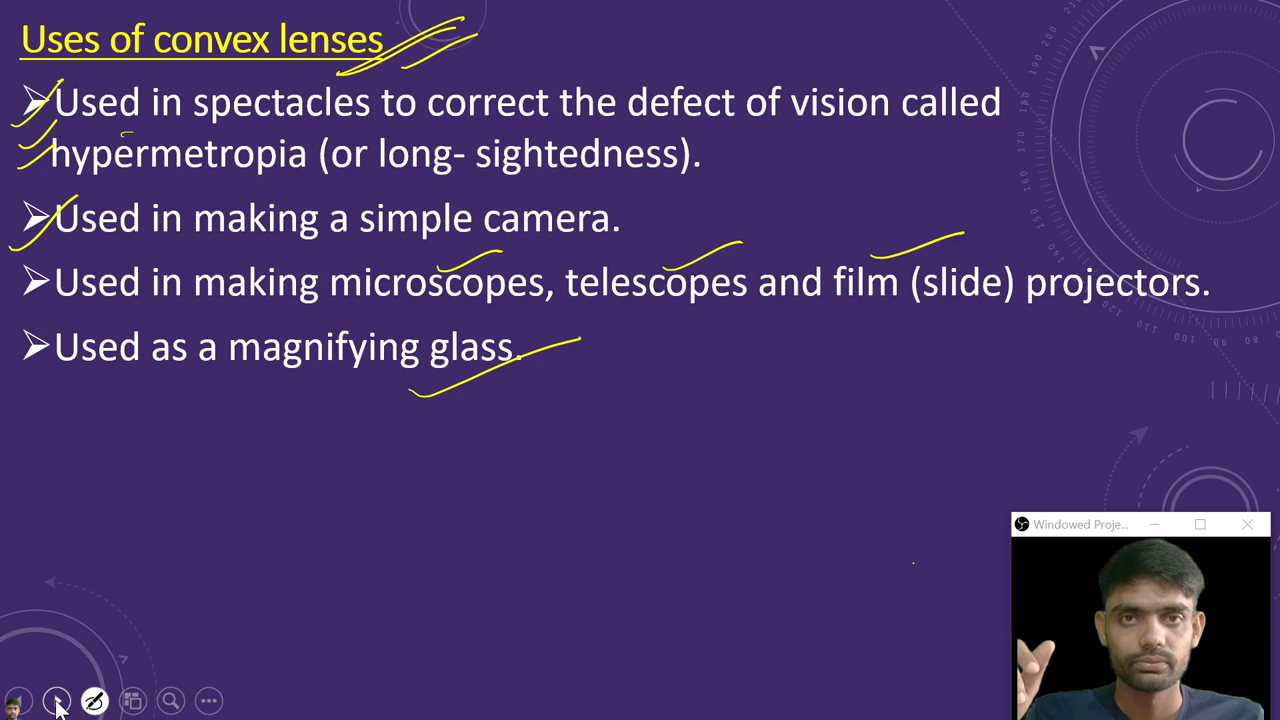 Uses of convex lenses
➢Used in spectacles to correct the defect of vision called
hypermetropia (or long- sightedness).
➢Used in making a simple camera.
➢Used in making microscopes, telescopes and film (slide) projectors.
➢Used as a magnifying glass.
Windowed Proje...